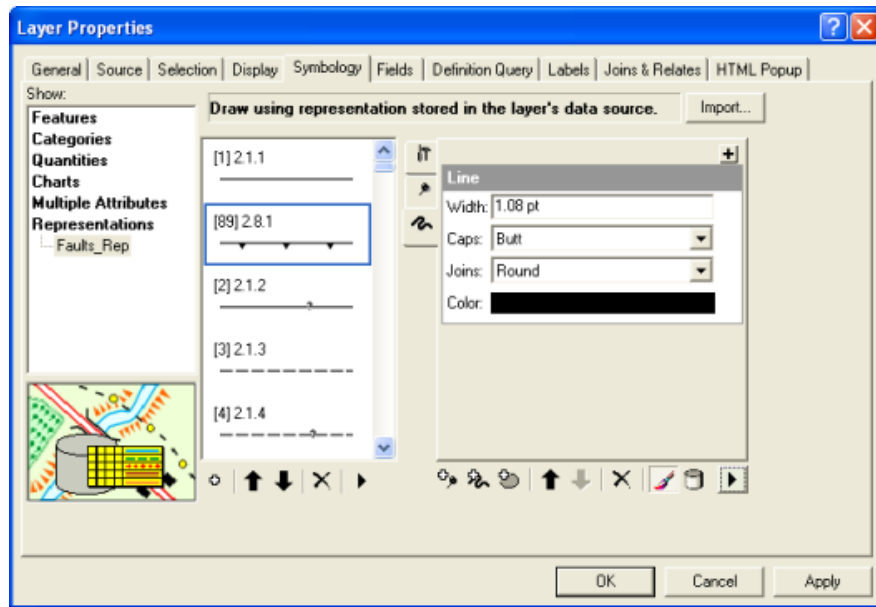 Layer Properties
General Source Selection Display Symbology Fields Definition Query Labels Joins & Relates HTML Popup
Show:
Features
Categories
Quantities
Charts
Multiple Attributes
Representations
Faults_Rep
Draw using representation stored in the layer's data source.
Import...
[1] 2.1.1
[89] 2.8.1
[2] 2.1.2
?
[3] 2.1.3
[4] 2.1.4
?
Line
Width: 1.08 pt
Caps: Butt
Joins: Round
Color:
OK Cancel Apply